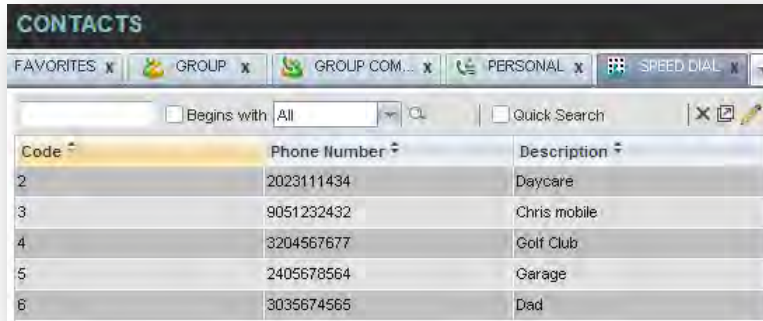 CONTACTS
FAVORITES X GROUP X GROUP COM... X PERSONAL X SPEED DIAL X
Begins with All Quick Search
Code Phone Number Description
2 2023111434 Daycare
3 9051232432 Chris mobile
4 3204567677 Golf Club
5 2405678564 Garage
6 3035674565 Dad